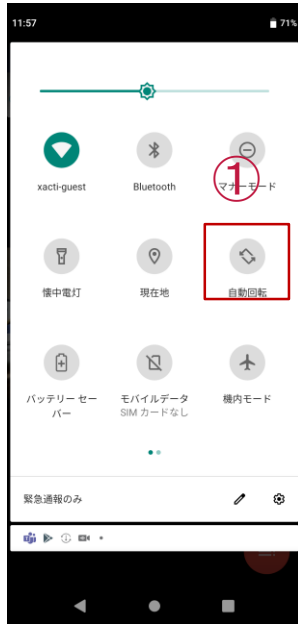 11:57
71%
xacti-guest
Bluetooth
マナーモード
1
懐中電灯
現在地
自動回転
バッテリー セー
バー
モバイルデータ
SIM カードなし
機内モード
緊急通報のみ